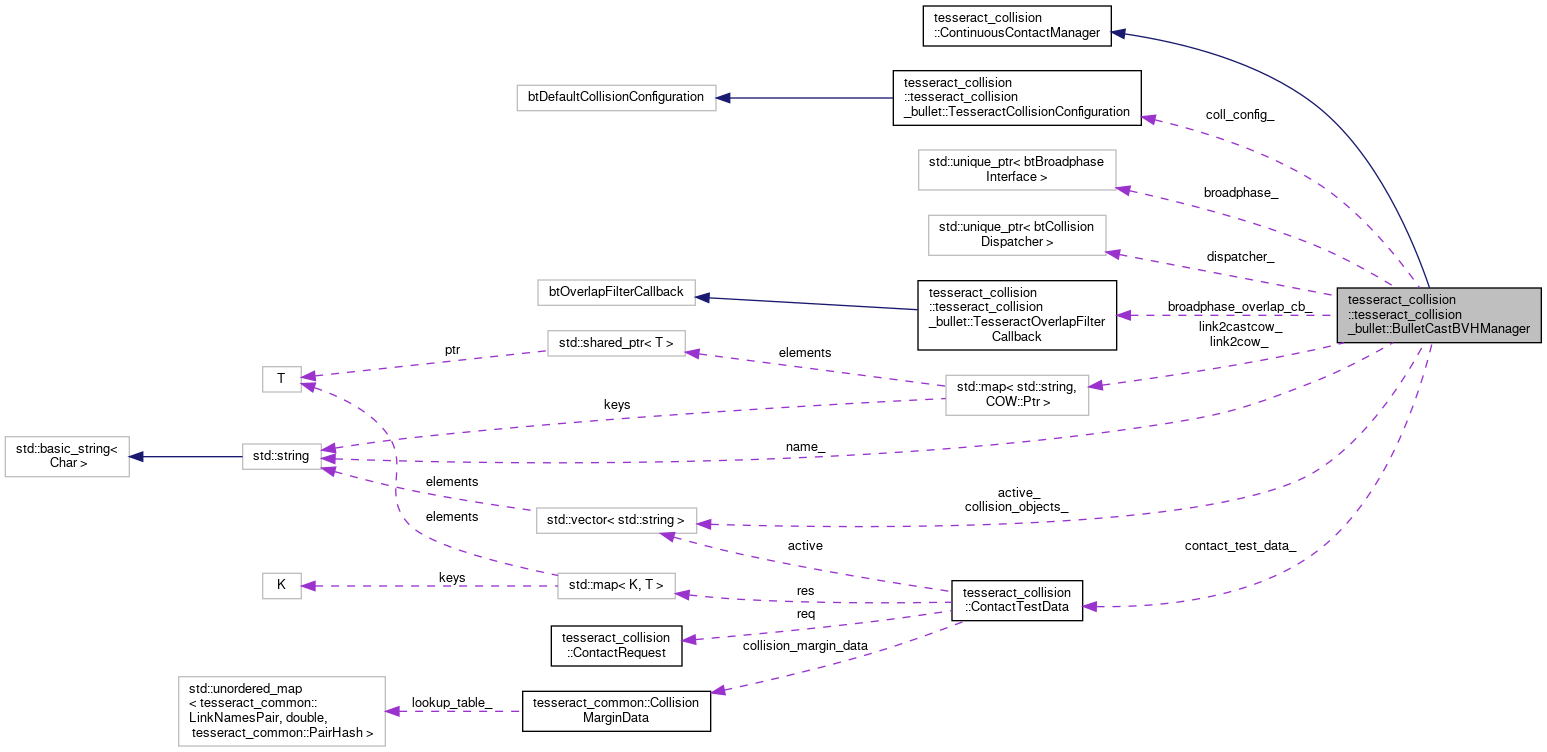 tesseract_collision
::ContinuousContactManager
tesseract_collision
::tesseract_collision
_bullet::TesseractCollisionConfiguration
btDefaultCollisionConfiguration
coll_config_
std::unique_ptr< btBroadphase
Interface >
broadphase_
std::unique_ptr< btCollision
Dispatcher >
dispatcher_
btOverlapFilterCallback
tesseract_collision
::tesseract_collision
_bullet::TesseractOverlapFilter
Callback
broadphase_overlap_cb_
tesseract_collision
::tesseract_collision
_bullet::BulletCastBVHManager
link2castcow_
link2cow_
std::shared_ptr< T >
ptr
elements
T
std::map< std::string,
COW::Ptr >
keys
std::basic_string<
Char >
std::string
name_
elements
elements
std::vector< std::string >
active_
collision_objects_
active
contact_test_data_
K
keys
std::map< K, T >
res
tesseract_collision
::ContactTestData
req
tesseract_collision
::ContactRequest
collision_margin_data
std::unordered_map
< tesseract_common::
LinkNamesPair, double,
tesseract_common::PairHash >
lookup_table_
tesseract_common::Collision
MarginData